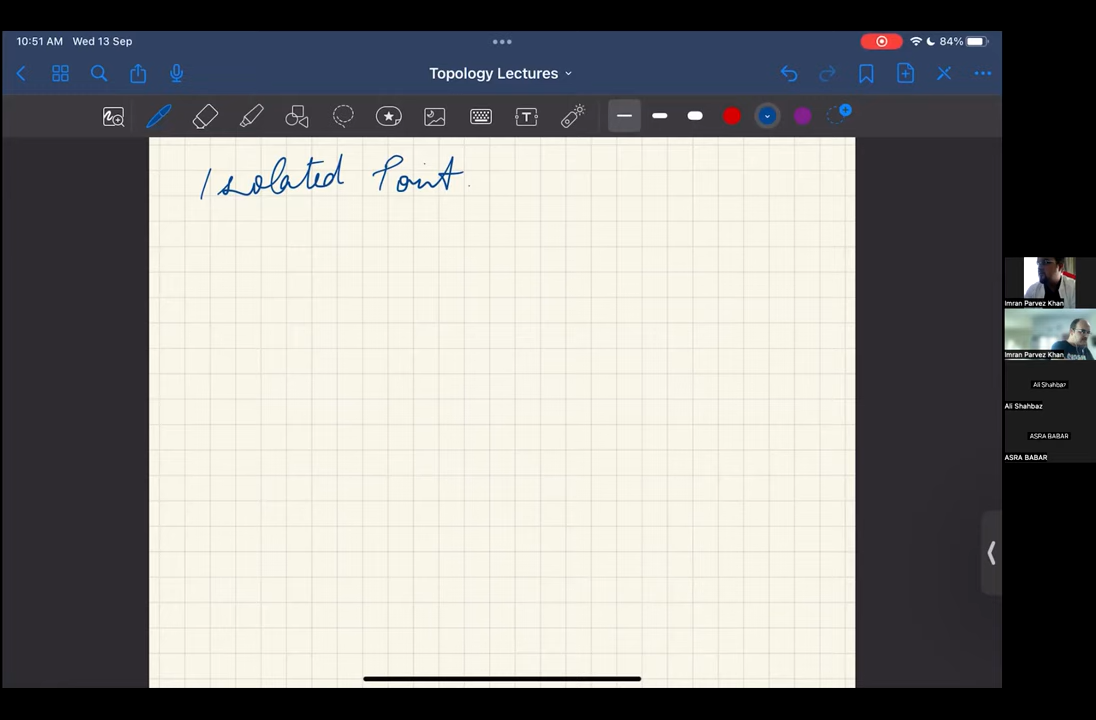 10:51 AM Wed 13 Sep
84%
Topology Lectures
T
Isolated Point
Imran Parvez Khan
Imran Parvez Khan
Ali Shahbaz
Ali Shahbaz
ASRA BABAR
ASRA BABAR